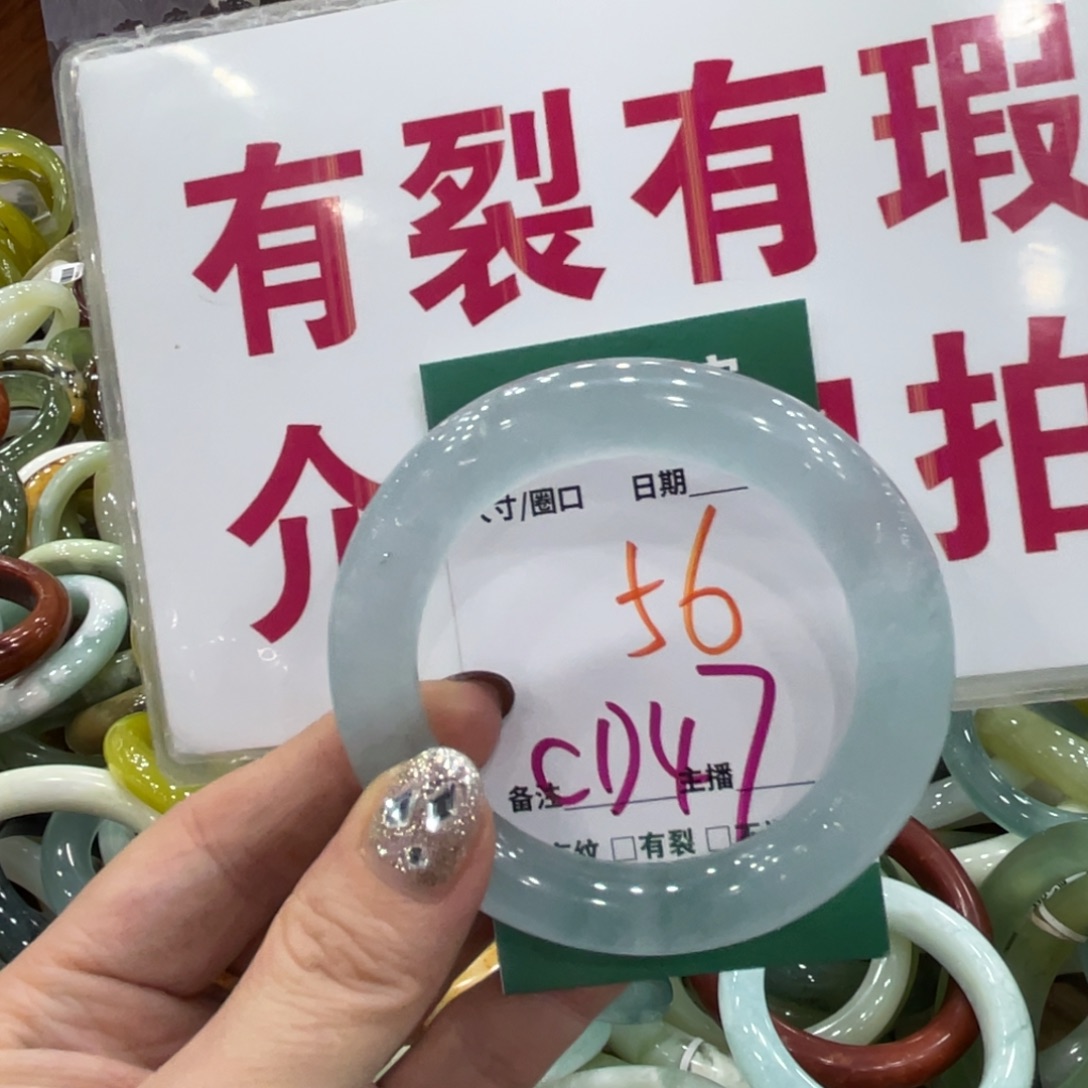 有裂有瑕
介 拍
寸/圈口 日期
56
CD47
备注 主播
纹 □有裂 □